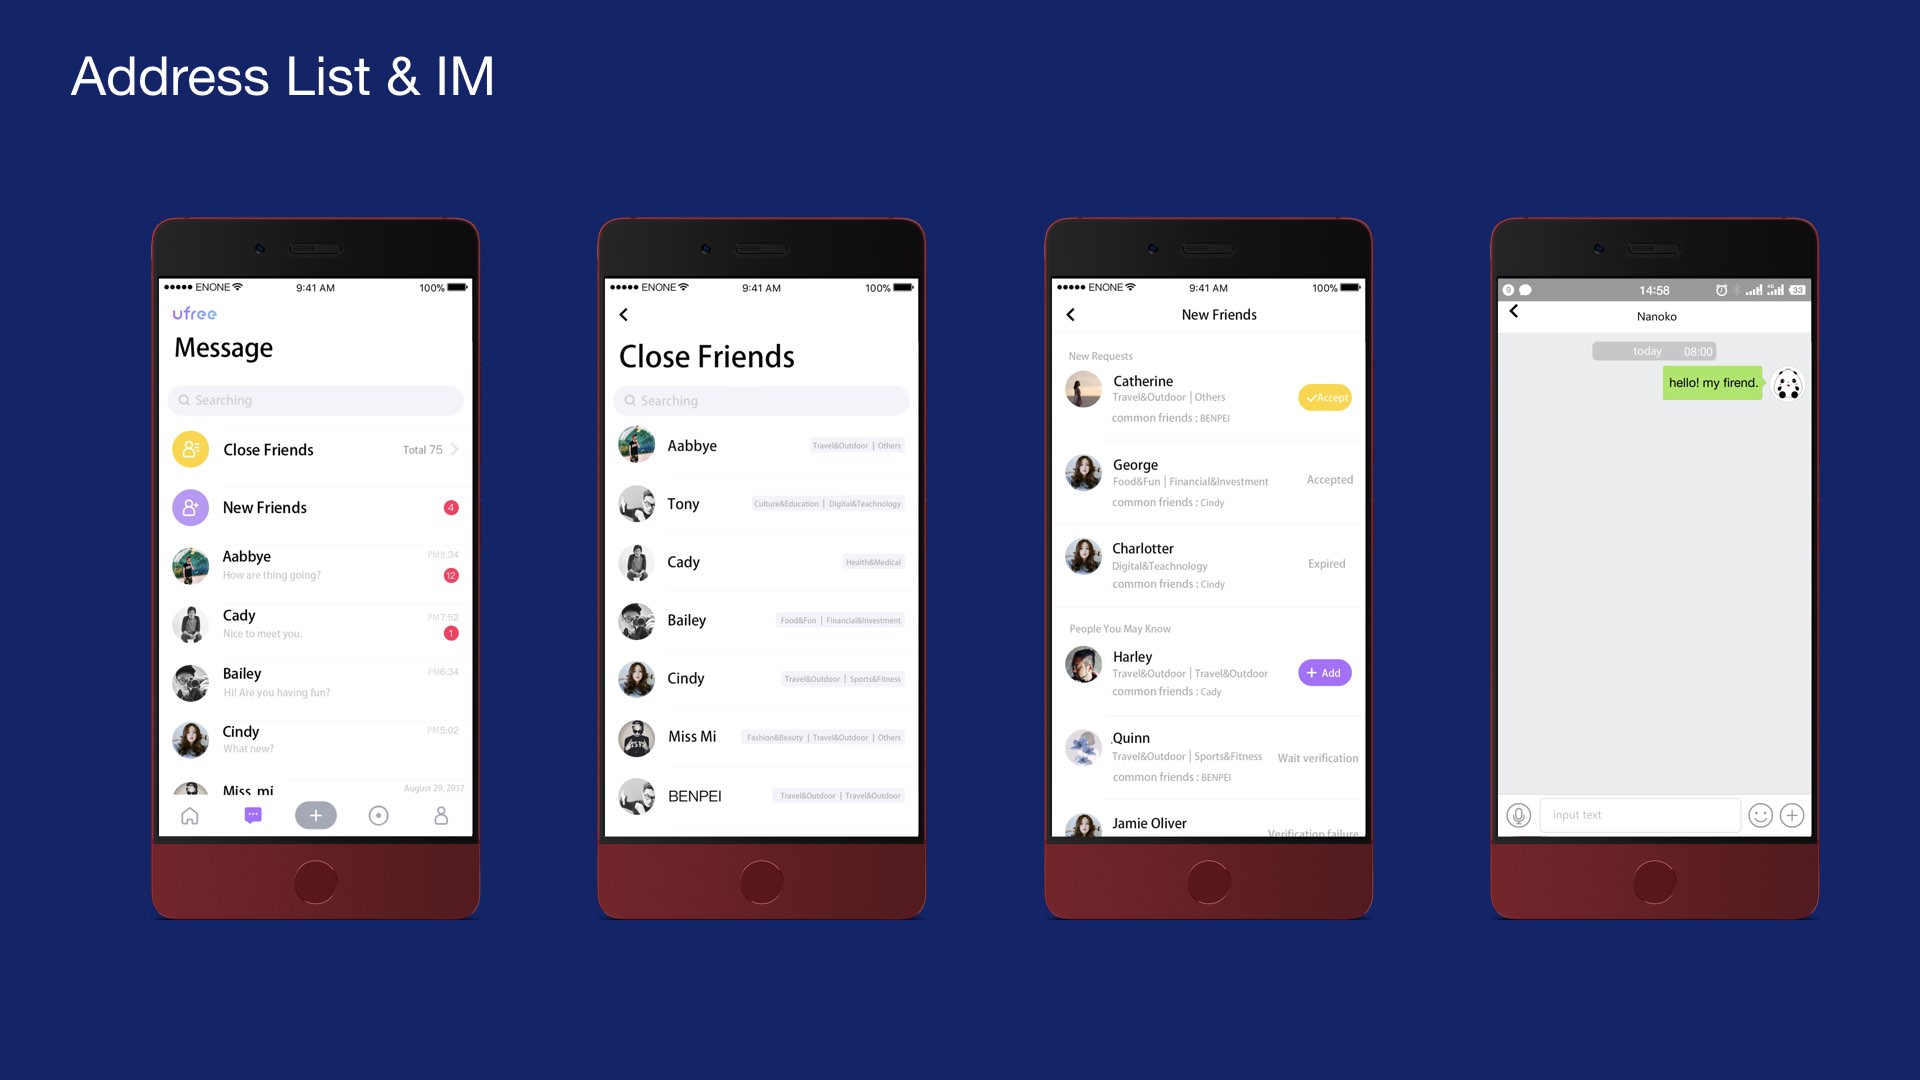 Address List & IM
ENONE 9:41 AM 100%
ufree
Message
Searching
Close Friends Total 75
New Friends 4
Aabbye PM8:34
How are thing going? 12
Cady PM7:52
Nice to meet you. 1
Bailey PM6:34
Hi! Are you having fun?
Cindy PM5:02
What new?
Miss mi August 29, 2017
ENONE 9:41 AM 100%
Close Friends
Searching
Aabbye Travel&Outdoor | Others
Tony Culture&Education | Digital&Teachnology
Cady Health&Medical
Bailey Food&Fun | Financial&Investment
Cindy Travel&Outdoor | Sports&Fitness
Miss Mi Fashion&Beauty | Travel&Outdoor | Others
BENPEI Travel&Outdoor | Travel&Outdoor
ENONE 9:41 AM 100%
New Friends
New Requests
Catherine
Travel&Outdoor | Others
Accept
common friends : BENPEI
George
Food&Fun | Financial&Investment
Accepted
common friends : Cindy
Charlotter
Digital&Teachnology
Expired
common friends : Cindy
People You May Know
Harley
Travel&Outdoor | Travel&Outdoor
+ Add
common friends : Cady
Quinn
Travel&Outdoor | Sports&Fitness
Wait verification
common friends : BENPEI
Jamie Oliver
Verification failure
9 14:58 4G 33
Nanoko
today 08:00
hello! my firend.
input text